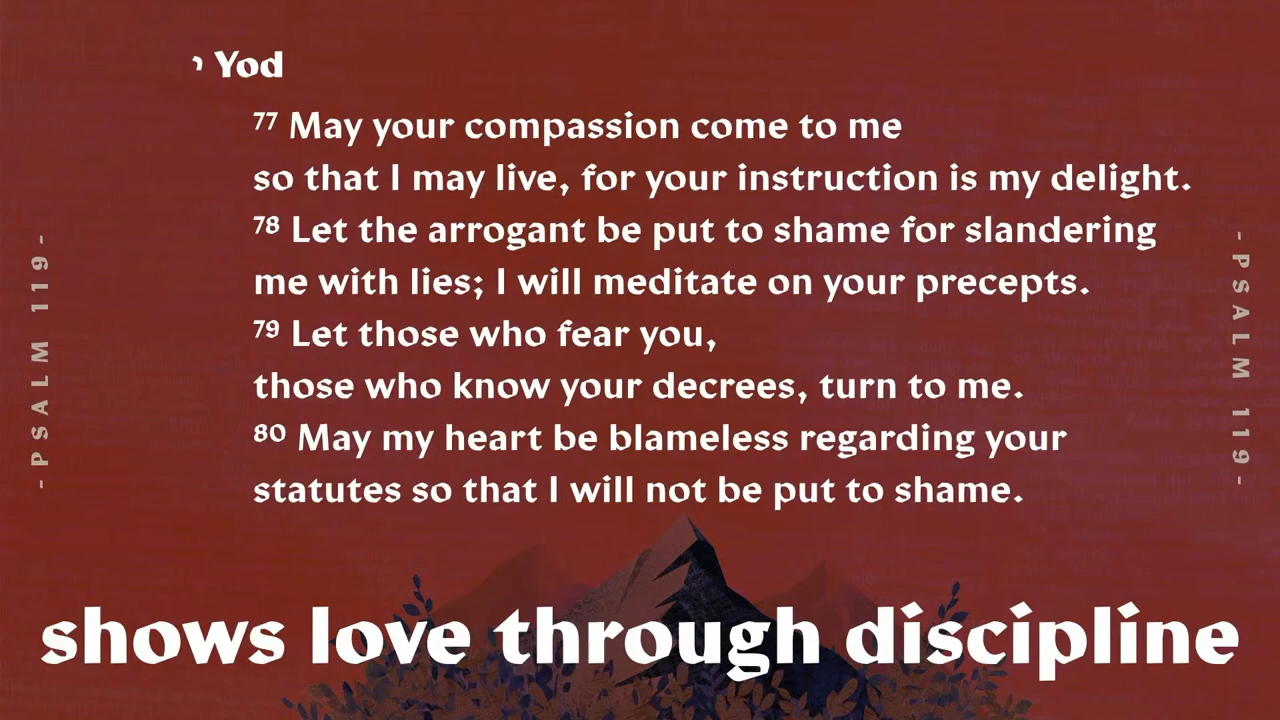 - PSALM 119 -
י Yod
77 May your compassion come to me
so that I may live, for your instruction is my delight.
78 Let the arrogant be put to shame for slandering
me with lies; I will meditate on your precepts.
79 Let those who fear you,
those who know your decrees, turn to me.
80 May my heart be blameless regarding your
statutes so that I will not be put to shame.
- PSALM 119 -
shows love through discipline